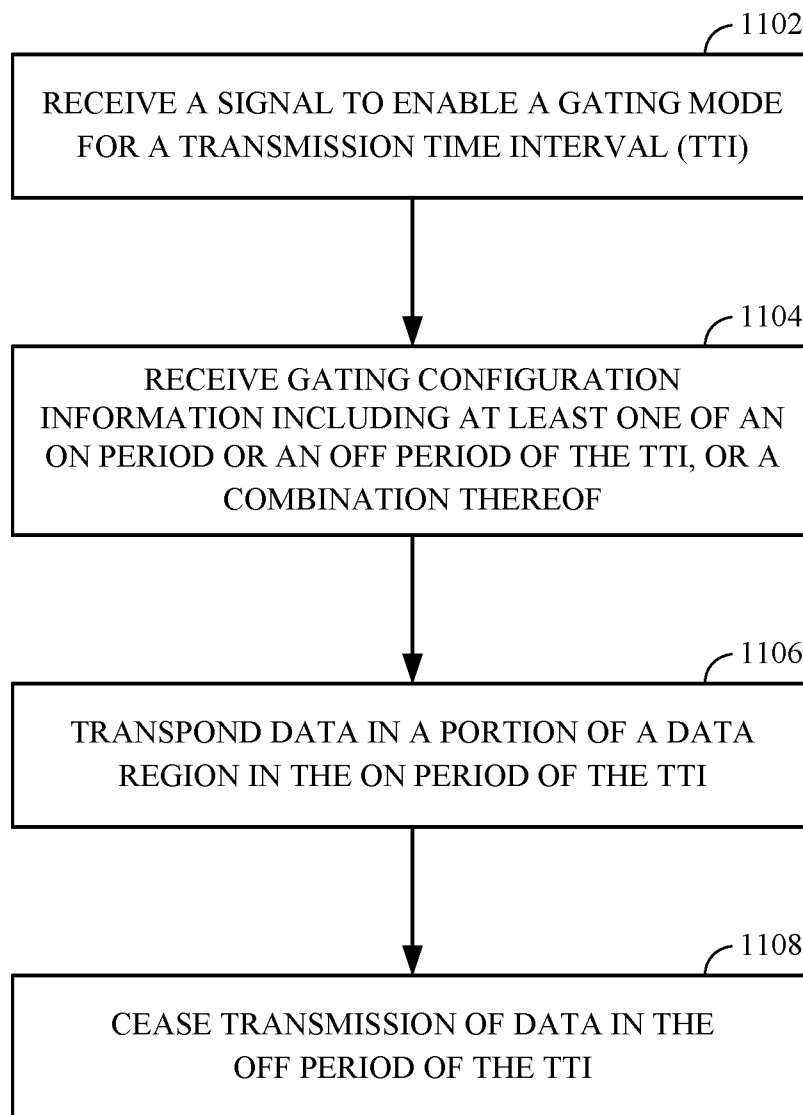 1102
RECEIVE A SIGNAL TO ENABLE A GATING MODE
FOR A TRANSMISSION TIME INTERVAL (TTI)
1104
RECEIVE GATING CONFIGURATION
INFORMATION INCLUDING AT LEAST ONE OF AN
ON PERIOD OR AN OFF PERIOD OF THE TTI, OR A
COMBINATION THEREOF
1106
TRANSPOND DATA IN A PORTION OF A DATA
REGION IN THE ON PERIOD OF THE TTI
1108
CEASE TRANSMISSION OF DATA IN THE
OFF PERIOD OF THE TTI